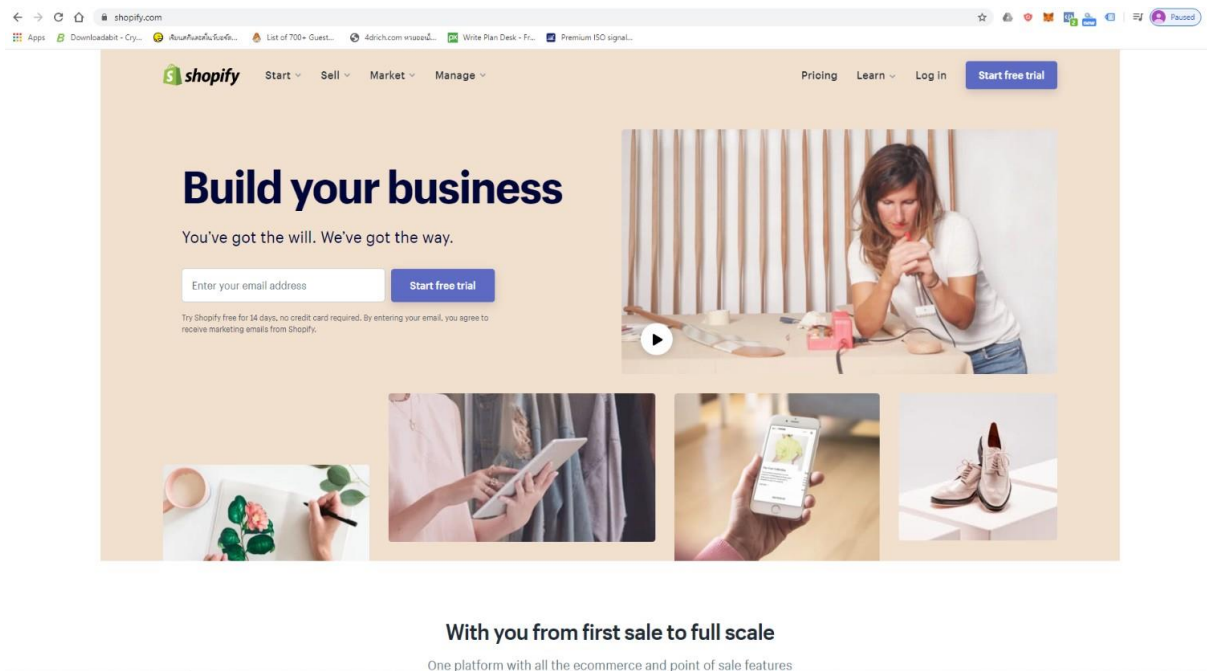 shopify.com
Paused
Apps
Downloadabit - Cry...
List of 700+ Guest...
Write Plan Desk - Fr...
Premium ISO signal...
shopify
Start
Sell
Market
Manage
Pricing
Learn
Log in
Start free trial
Build your business
You've got the will. We've got the way.
Enter your email address
Start free trial
Try Shopify free for 14 days, no credit card required. By entering your email, you agree to
receive marketing emails from Shopify.
With you from first sale to full scale
One platform with all the ecommerce and point of sale features